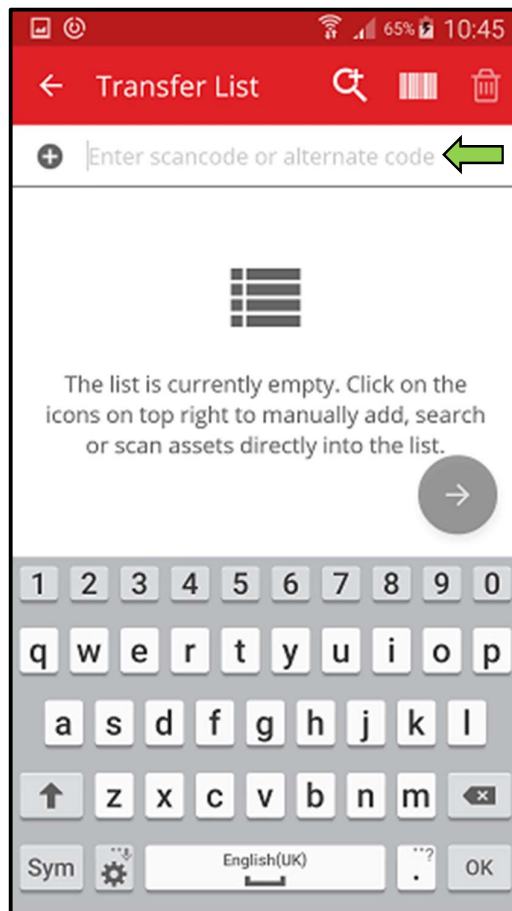 65% 10:45
Transfer List
Enter scancode or alternate code
The list is currently empty. Click on the
icons on top right to manually add, search
or scan assets directly into the list.
1 2 3 4 5 6 7 8 9 0
q w e r t y u i o p
a s d f g h j k l
z x c v b n m
Sym English(UK) . ? OK